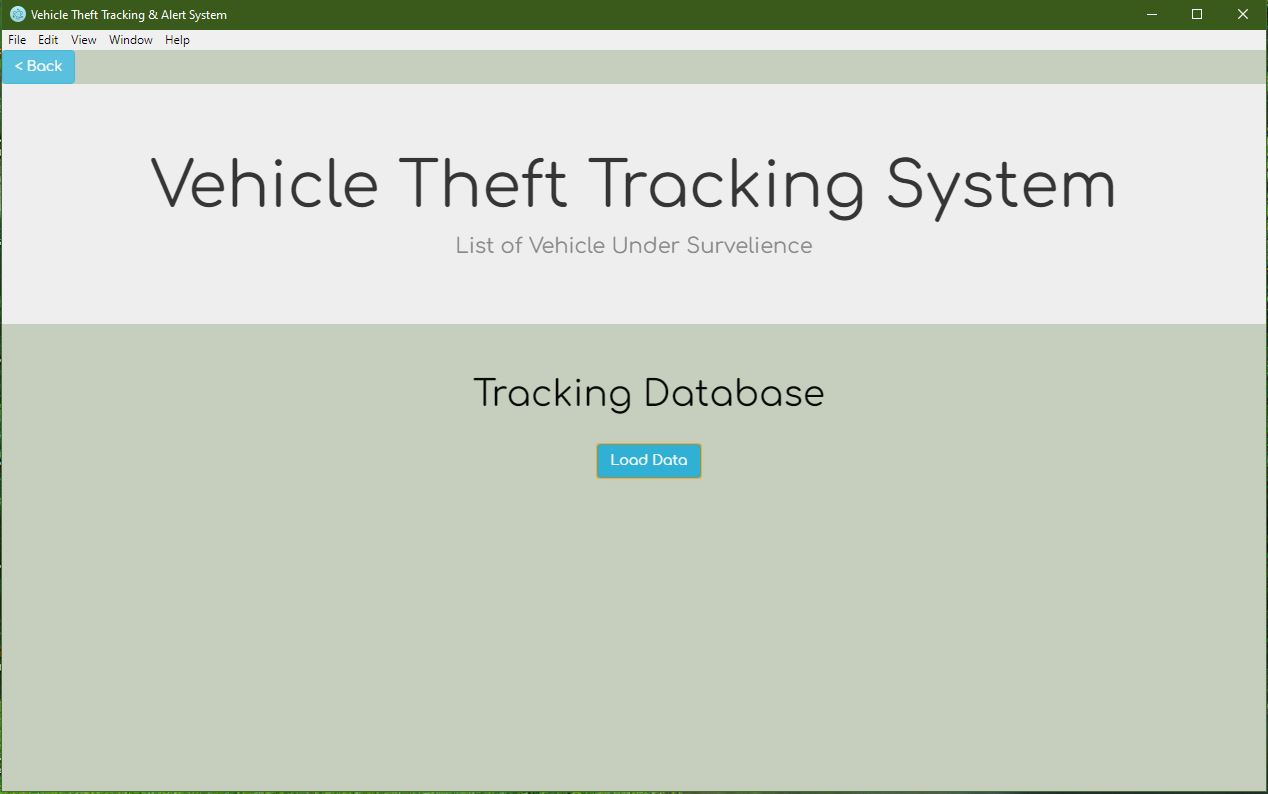 Vehicle Theft Tracking & Alert System
File Edit View Window Help
< Back
Vehicle Theft Tracking System
List of Vehicle Under Survelience
Tracking Database
Load Data